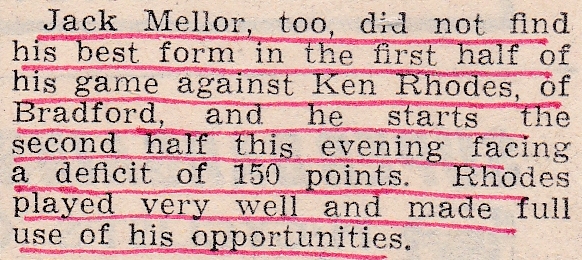 Jack Mellor, too, did not find
his best form in the first half of
his game against Ken Rhodes, of
Bradford, and he starts the
second half this evening facing
a deficit of 150 points. Rhodes
played very well and made full
use of his opportunities.